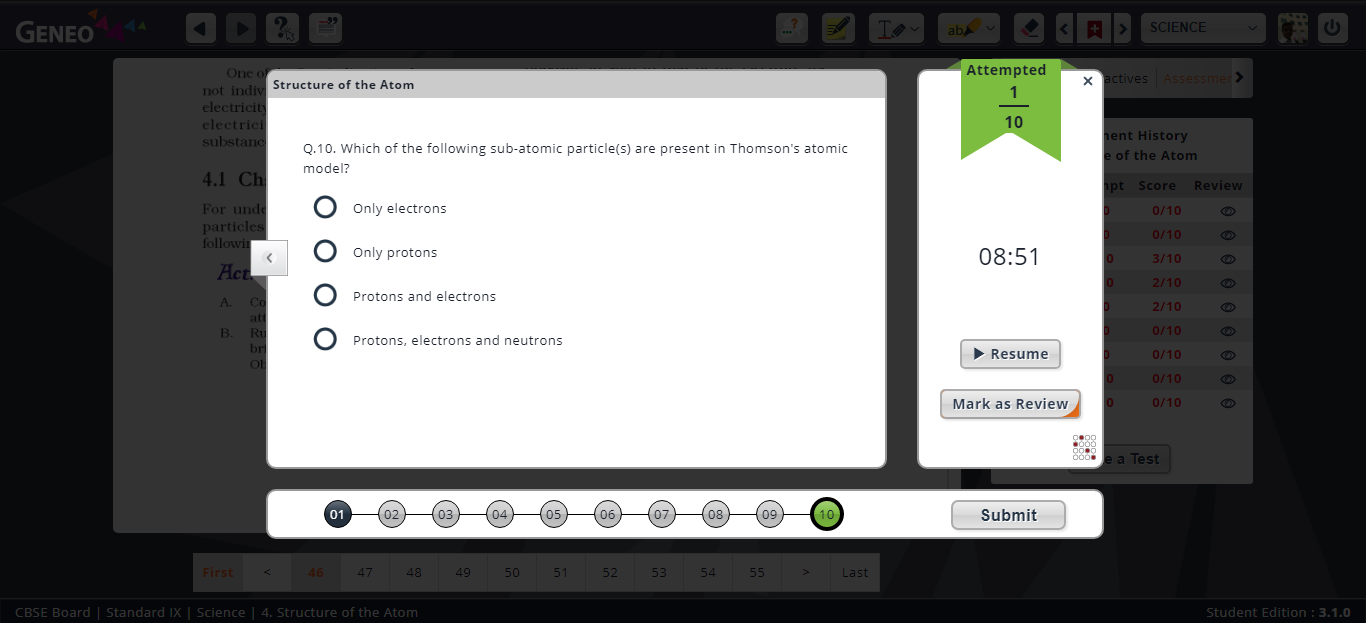 GENEO
SCIENCE
One of
not indiv
electricity
electrici
substanc
4.1 Ch
For unde
particles
followin
Act
A. Co
att
B. Ru
bri
Ob
Structure of the Atom
Q.10. Which of the following sub-atomic particle(s) are present in Thomson's atomic
model?
Only electrons
Only protons
Protons and electrons
Protons, electrons and neutrons
Attempted
1
10
08:51
Resume
Mark as Review
actives
Assessmen
ment History
e of the Atom
mpt Score Review
0 0/10
0 0/10
0 3/10
0 2/10
0 2/10
0 0/10
0 0/10
0 0/10
0 0/10
e a Test
01 02 03 04 05 06 07 08 09 10
Submit
First < 46 47 48 49 50 51 52 53 54 55 > Last
CBSE Board | Standard IX | Science | 4. Structure of the Atom
Student Edition : 3.1.0